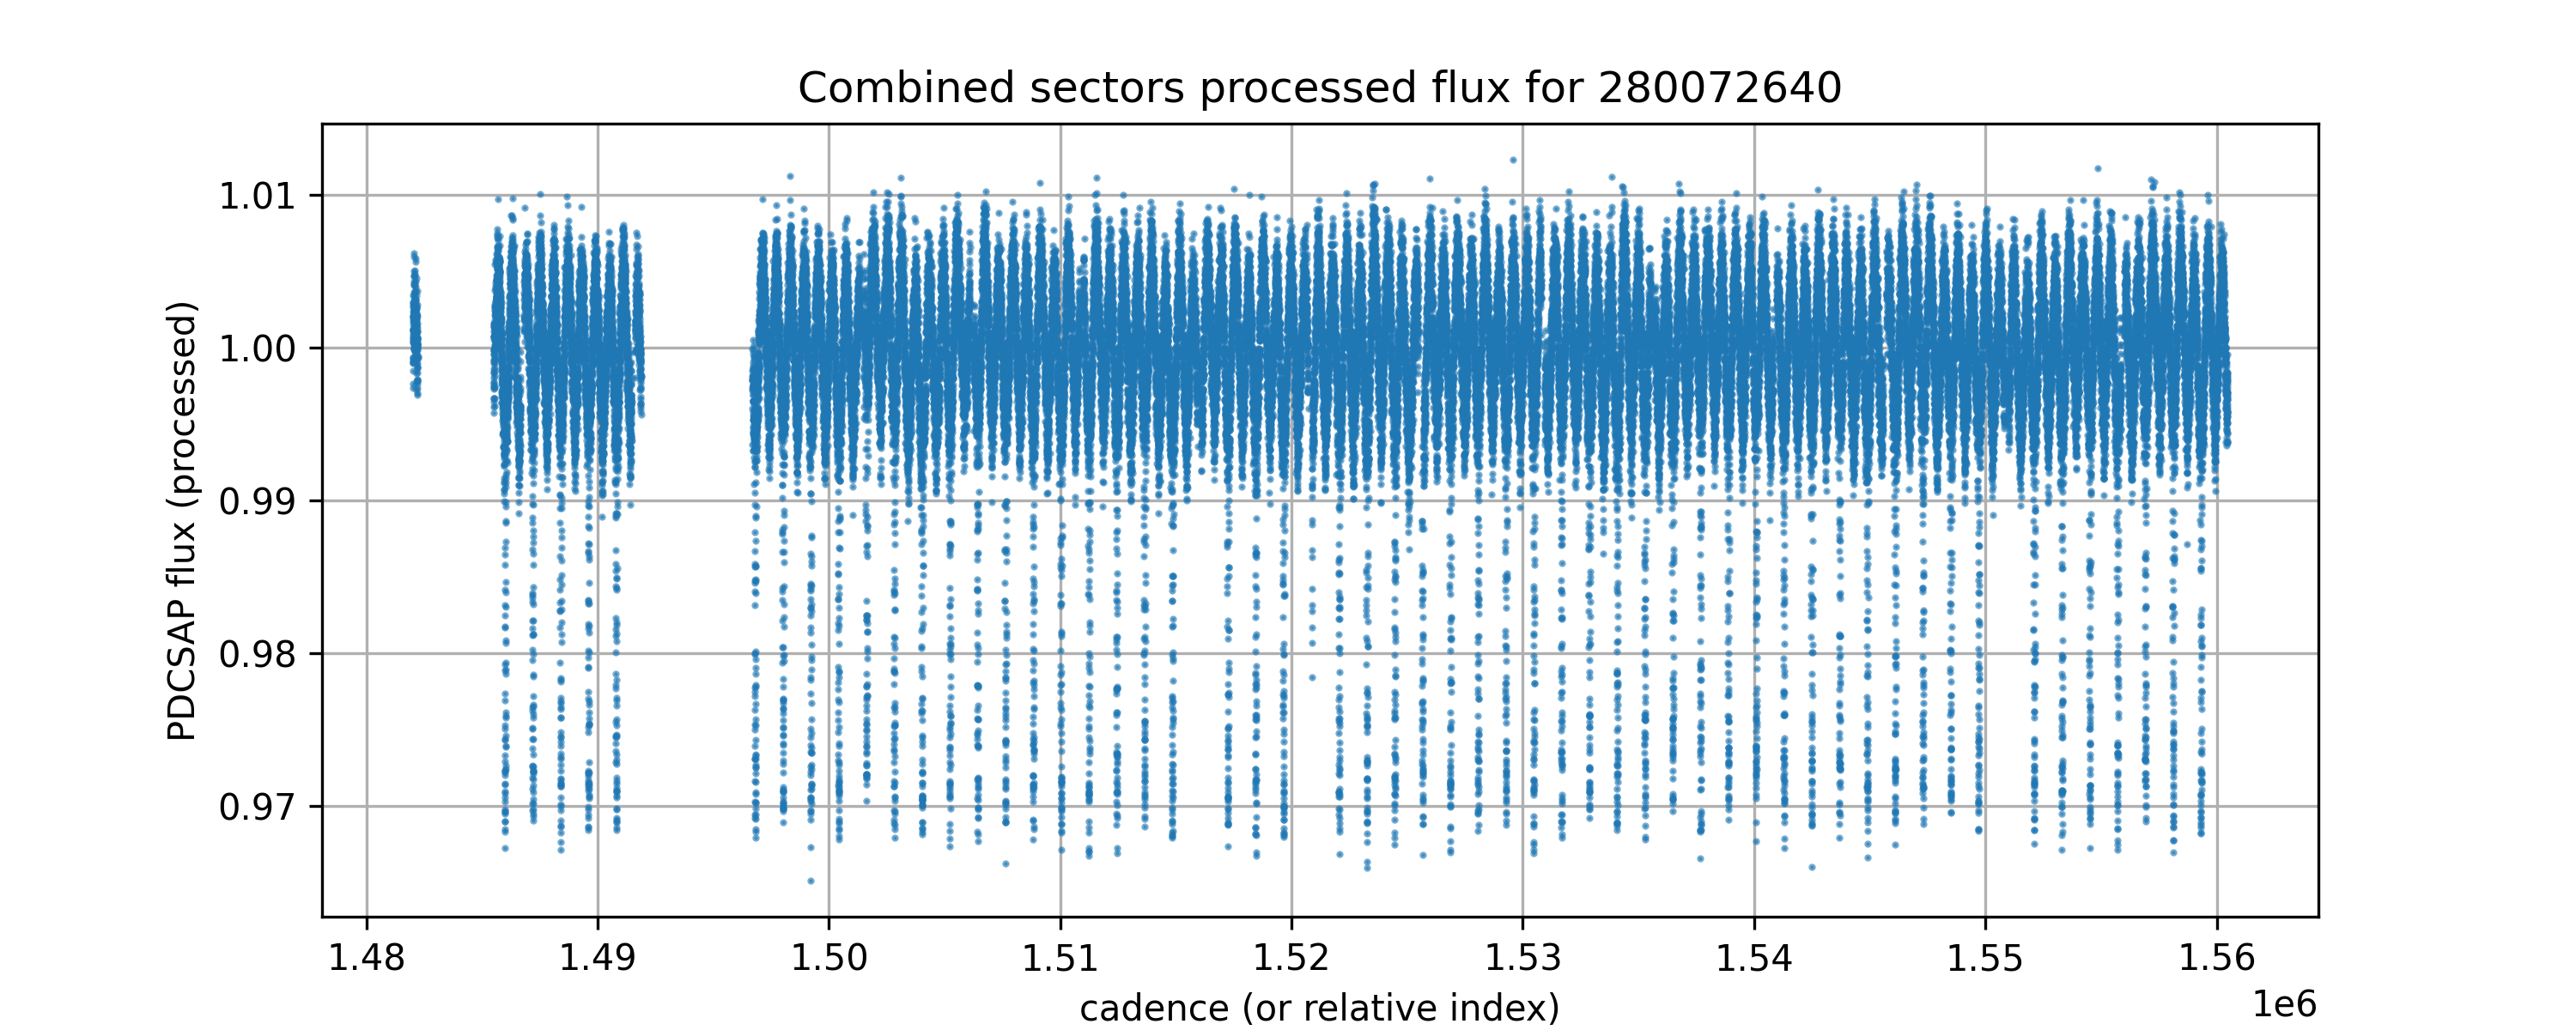 Combined sectors processed flux for 280072640
PDCSAP flux (processed)
1.01
1.00
0.99
0.98
0.97
1.48 1.49 1.50 1.51 1.52 1.53 1.54 1.55 1.56
cadence (or relative index)
1e6